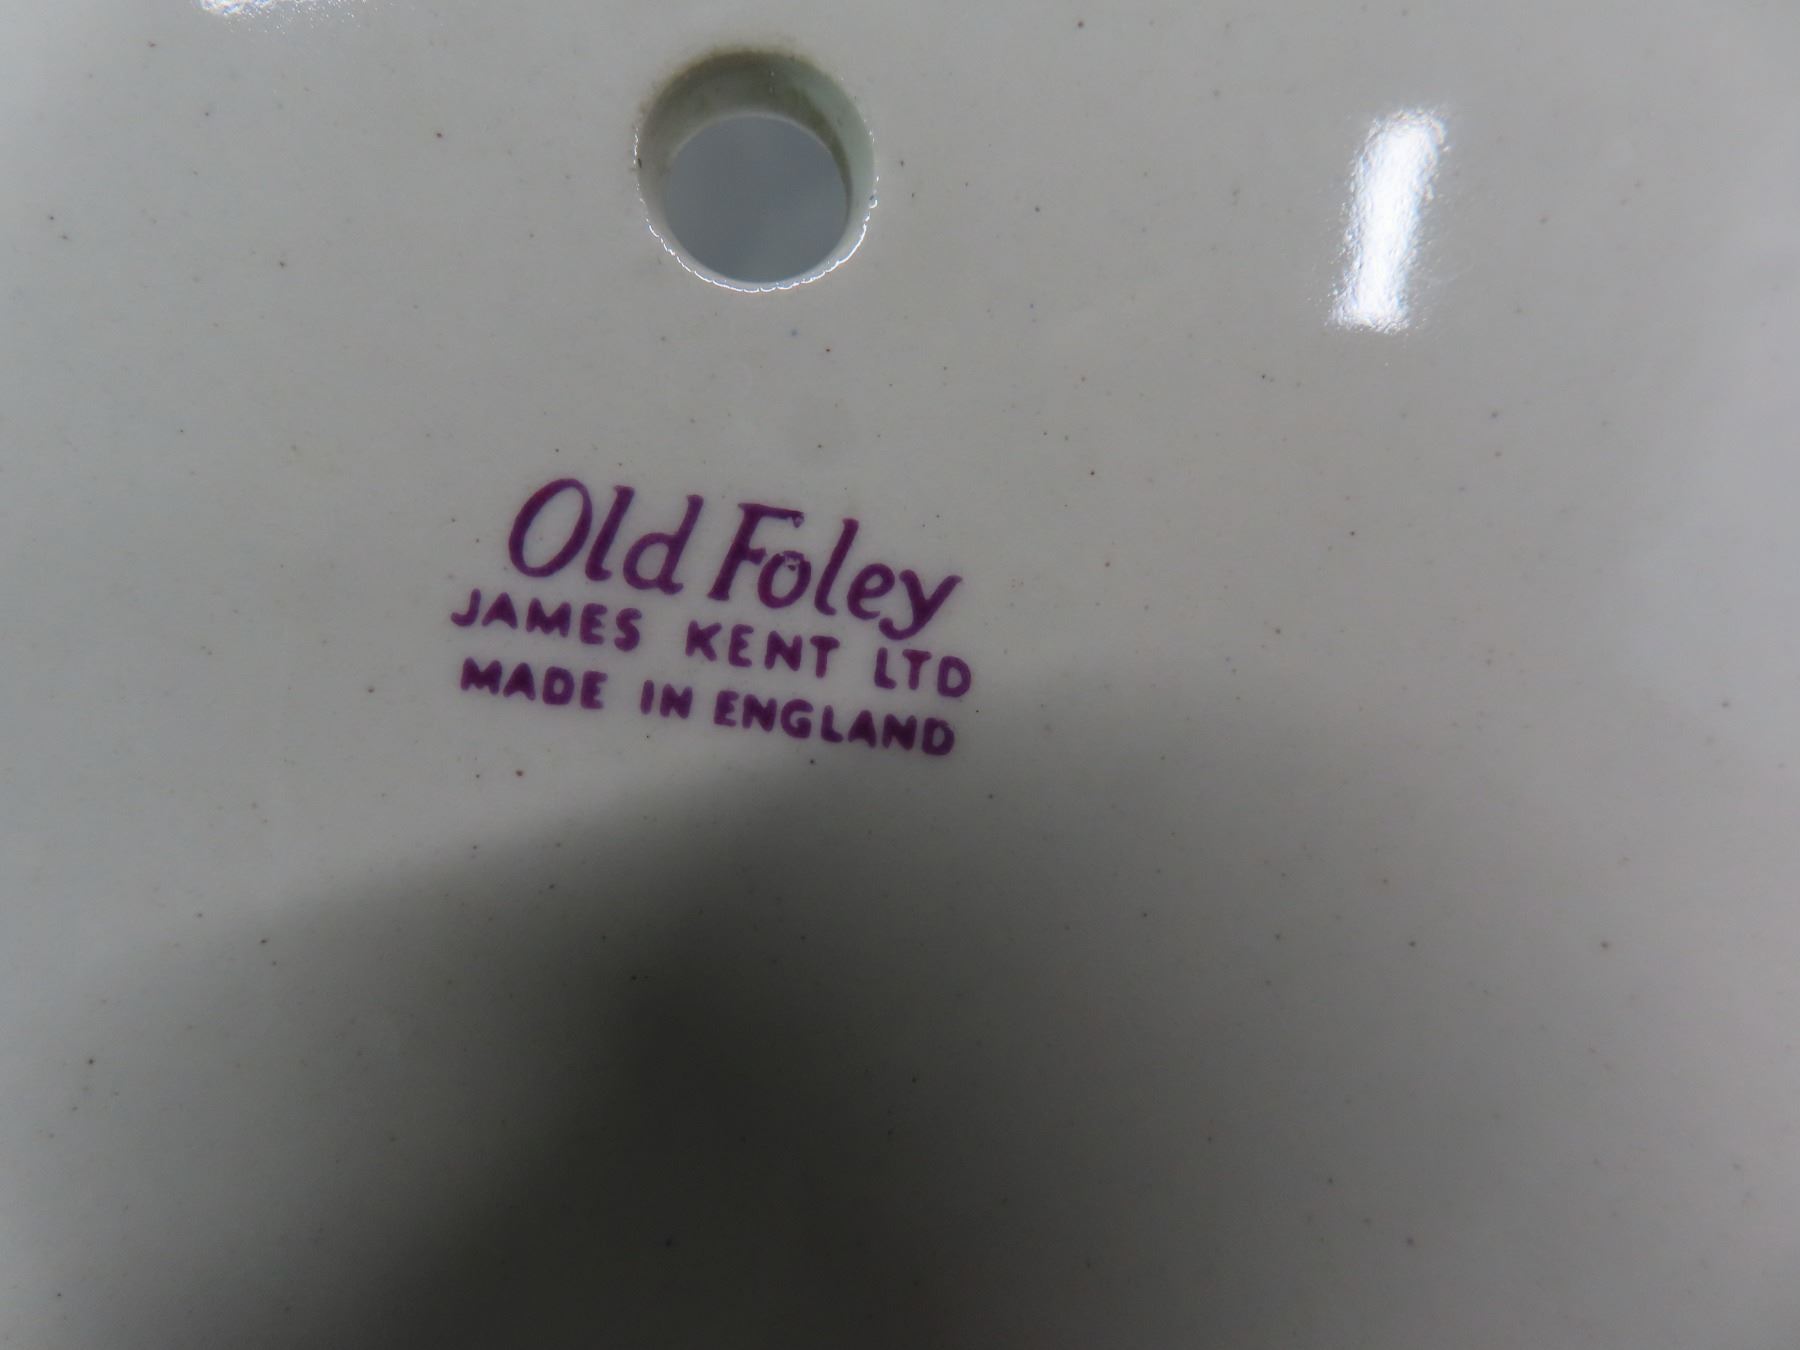 Old Foley
JAMES KENT LTD
MADE IN ENGLAND